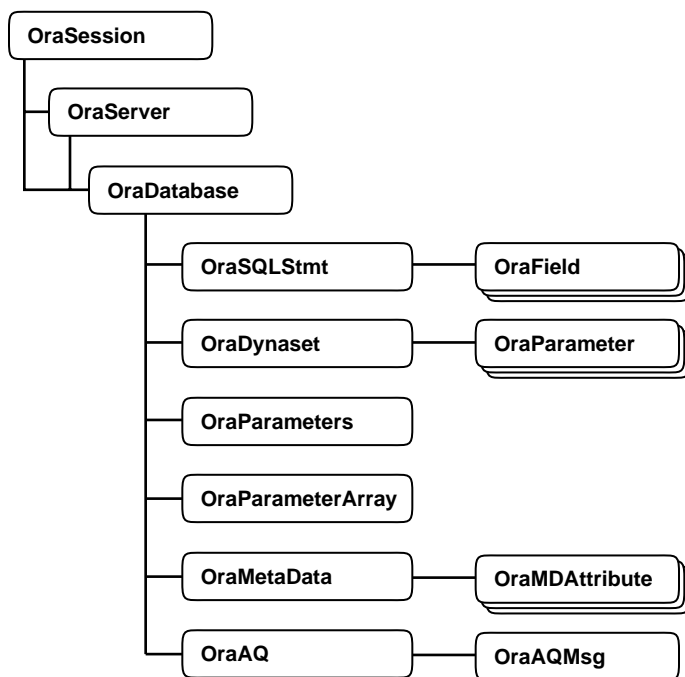 OraSession
OraServer
OraDatabase
OraSQLStmt
OraField
OraDynaset
OraParameter
OraParameters
OraParameterArray
OraMetaData
OraMDAttribute
OraAQ
OraAQMsg